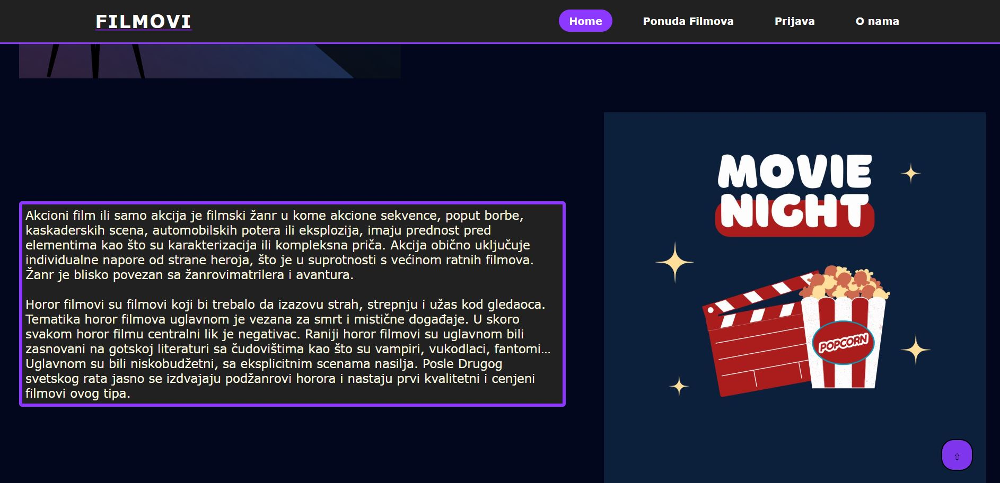 FILMOVI
Home
Ponuda Filmova
Prijava
O nama
MOVIE
NIGHT
Akcioni film ili samo akcija je filmski žanr u kome akcione sekvence, poput borbe,
kaskaderskih scena, automobilskih potera ili eksplozija, imaju prednost pred
elementima kao što su karakterizacija ili kompleksna priča. Akcija obično uključuje
individualne napore od strane heroja, što je u suprotnosti s većinom ratnih filmova.
Žanr je blisko povezan sa žanrovimatrilera i avantura.
Horor filmovi su filmovi koji bi trebalo da izazovu strah, strepnju i užas kod gledaoca.
Tematika horor filmova uglavnom je vezana za smrt i mistične događaje. U skoro
svakom horor filmu centralni lik je negativac. Raniji horor filmovi su uglavnom bili
zasnovani na gotskoj literaturi sa čudovištima kao što su vampiri, vukodlaci, fantomi...
Uglavnom su bili niskobudžetni, sa eksplicitnim scenama nasilja. Posle Drugog
svetskog rata jasno se izdvajaju podžanrovi horora i nastaju prvi kvalitetni i cenjeni
filmovi ovog tipa.
POPCORN
⇧